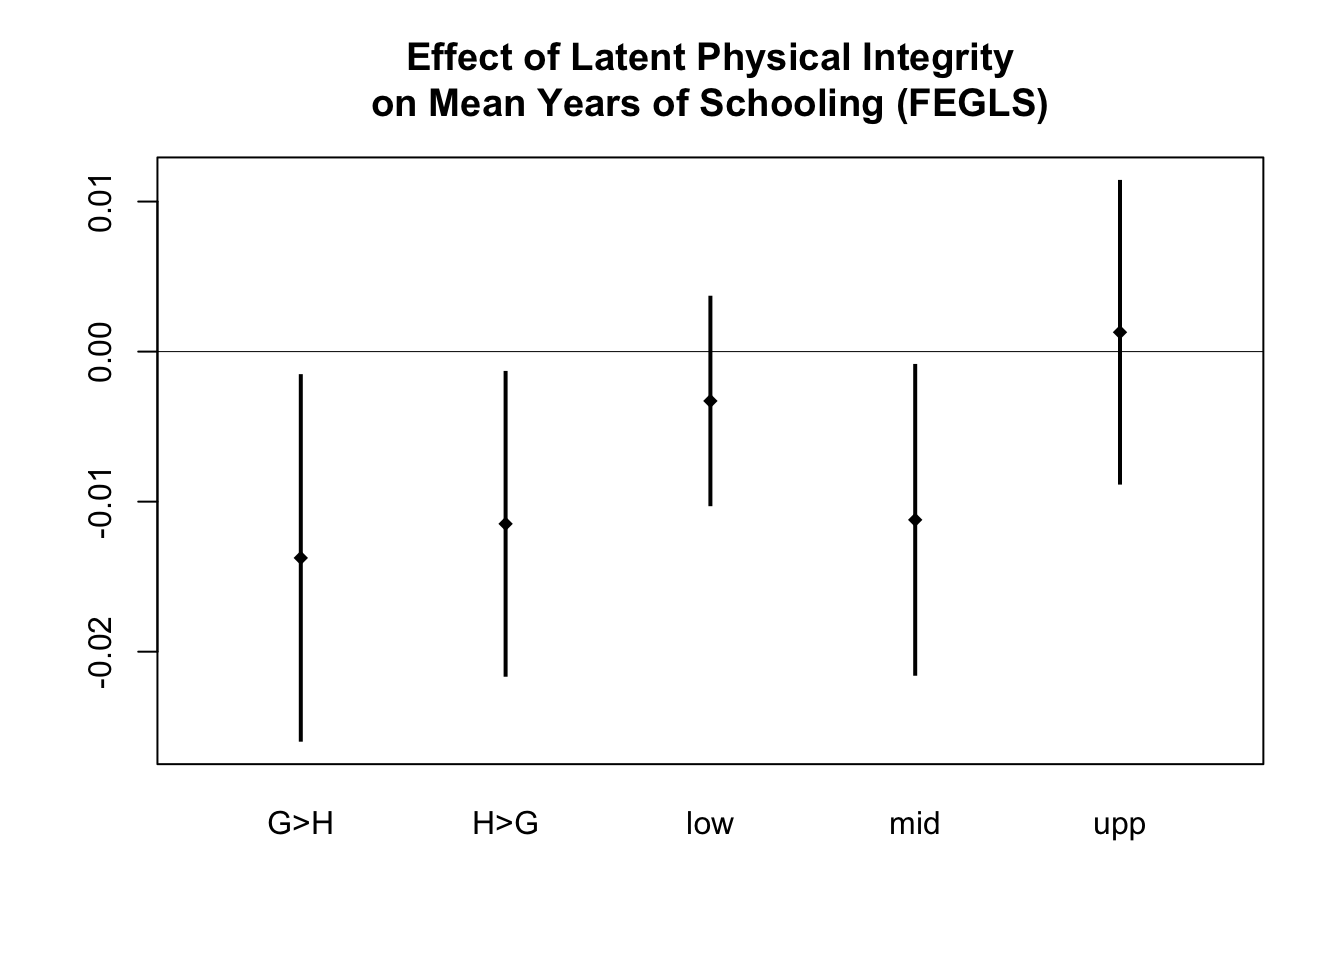 Effect of Latent Physical Integrity
on Mean Years of Schooling (FEGLS)
0.01
0.00
-0.01
-0.02
G>H H>G low mid upp